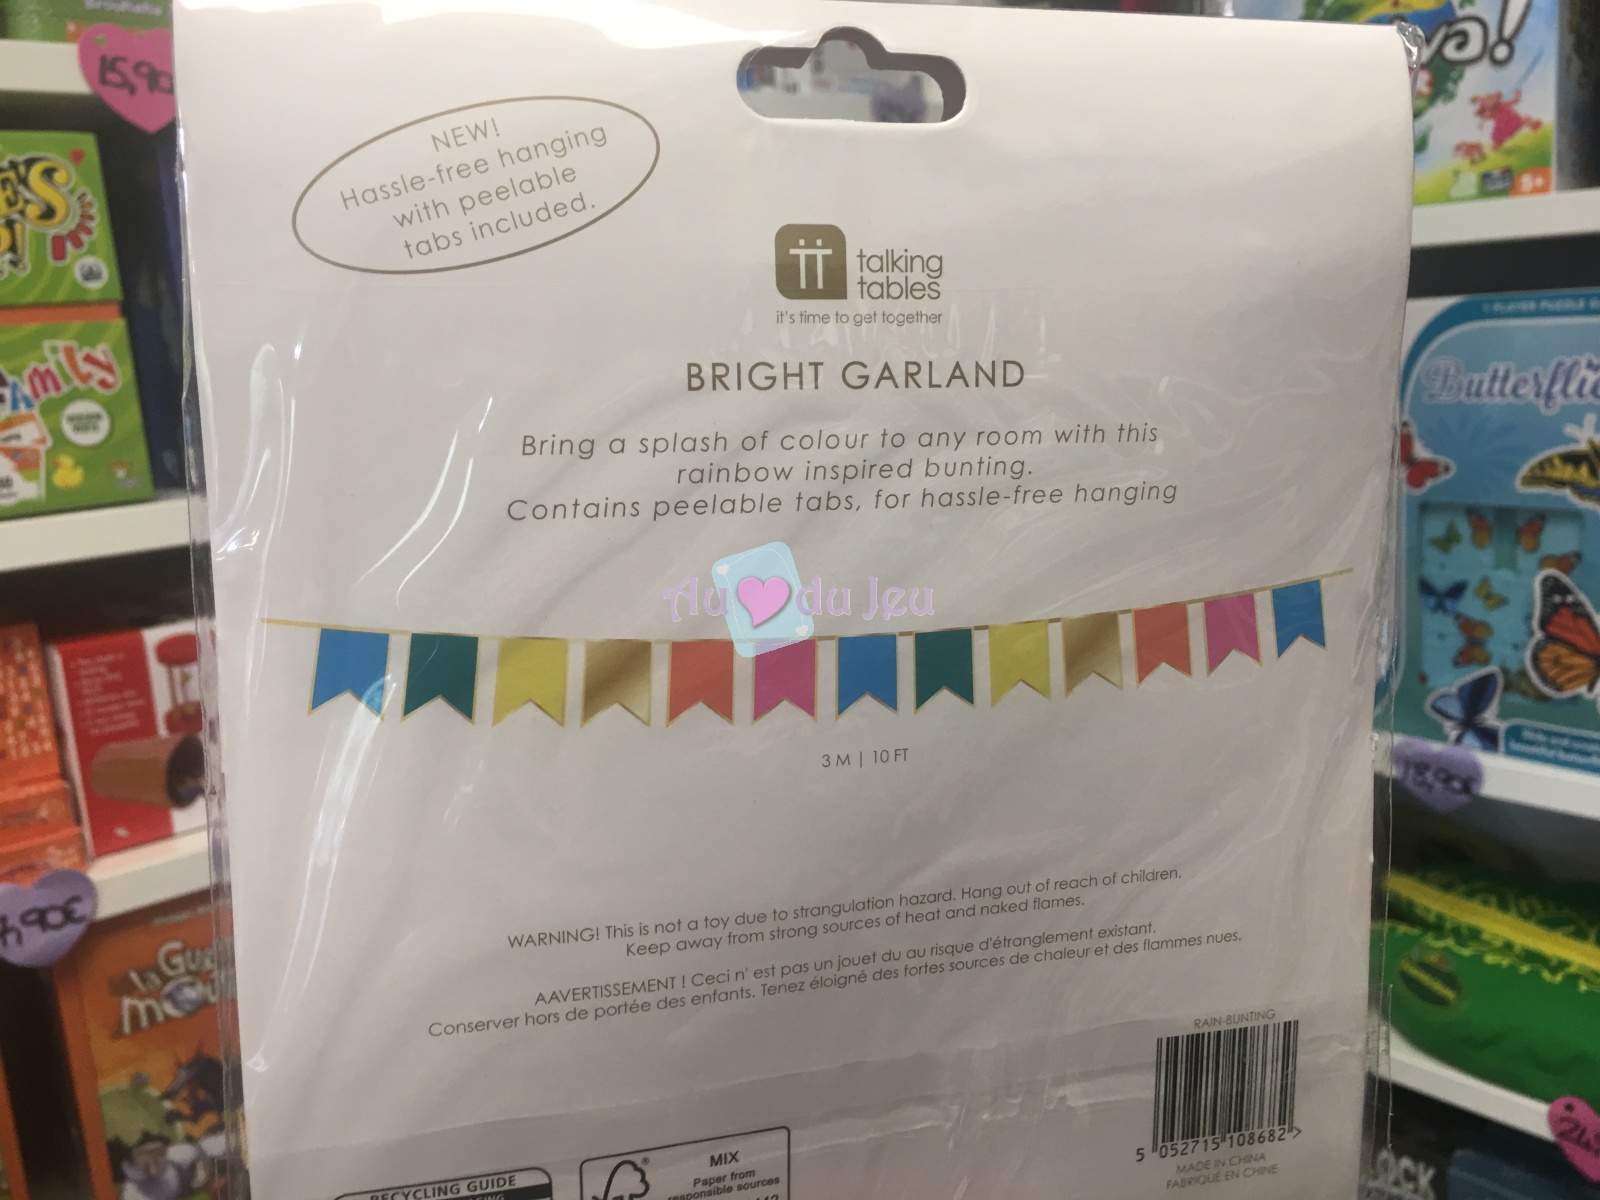 15,90
NEW!
Hassle-free hanging
with peelable
tabs included.
talking
tables
it's time to get together
BRIGHT GARLAND
Bring a splash of colour to any room with this
rainbow inspired bunting.
Contains peelable tabs, for hassle-free hanging
Au du Jeu
3 M | 10 FT
WARNING! This is not a toy due to strangulation hazard. Hang out of reach of children.
Keep away from strong sources of heat and naked flames.
AAVERTISSEMENT ! Ceci n' est pas un jouet du au risque d'étranglement existant.
Conserver hors de portée des enfants. Tenez éloigné des fortes sources de chaleur et des flammes nues.
RAIN-BUNTING
5 052715 108682 >
MADE IN CHINA
FABRIQUÉ EN CHINE
RECYCLING GUIDE
MIX
Paper from
responsible sources
Family
,90€
18,90€